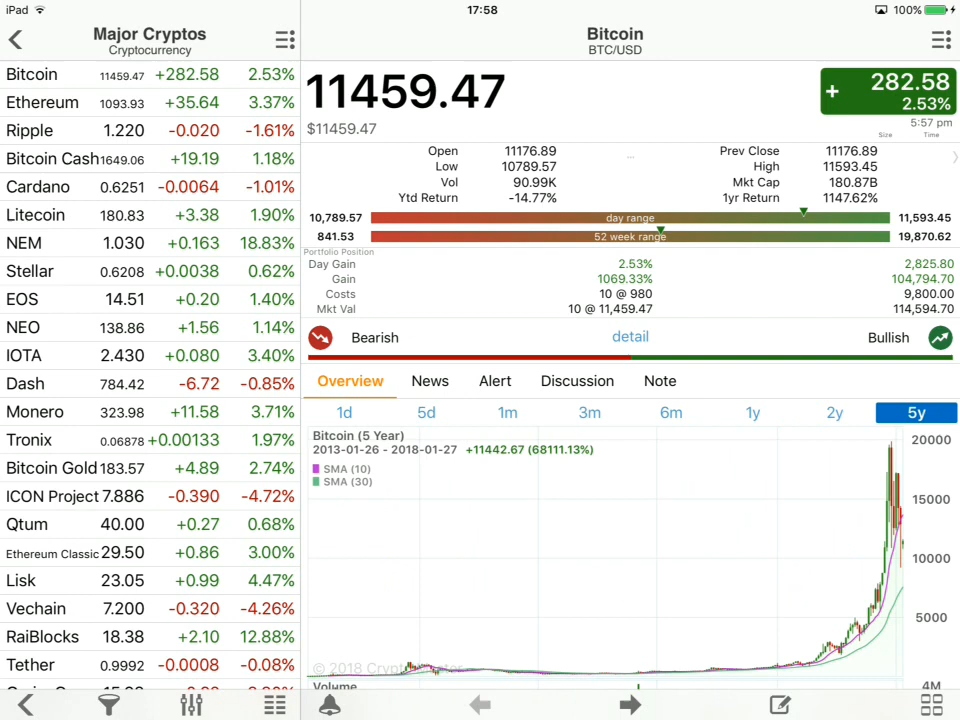 iPad 17:58 100%
Major Cryptos
Cryptocurrency
Bitcoin 11459.47 +282.58 2.53%
Ethereum 1093.93 +35.64 3.37%
Ripple 1.220 -0.020 -1.61%
Bitcoin Cash 1649.06 +19.19 1.18%
Cardano 0.6251 -0.0064 -1.01%
Litecoin 180.83 +3.38 1.90%
NEM 1.030 +0.163 18.83%
Stellar 0.6208 +0.0038 0.62%
EOS 14.51 +0.20 1.40%
NEO 138.86 +1.56 1.14%
IOTA 2.430 +0.080 3.40%
Dash 784.42 -6.72 -0.85%
Monero 323.98 +11.58 3.71%
Tronix 0.06878 +0.00133 1.97%
Bitcoin Gold 183.57 +4.89 2.74%
ICON Project 7.886 -0.390 -4.72%
Qtum 40.00 +0.27 0.68%
Ethereum Classic 29.50 +0.86 3.00%
Lisk 23.05 +0.99 4.47%
Vechain 7.200 -0.320 -4.26%
RaiBlocks 18.38 +2.10 12.88%
Tether 0.9992 -0.0008 -0.08%
Bitcoin
BTC/USD
11459.47
$11459.47
+ 282.58
2.53%
5:57 pm
Size Time
Open 11176.89 ... Prev Close 11176.89
Low 10789.57 High 11593.45
Vol 90.99K Mkt Cap 180.87B
Ytd Return -14.77% 1yr Return 1147.62%
10,789.57 day range 11,593.45
841.53 52 week range 19,870.62
Portfolio Position
Day Gain 2.53% 2,825.80
Gain 1069.33% 104,794.70
Costs 10 @ 980 9,800.00
Mkt Val 10 @ 11,459.47 114,594.70
Bearish detail Bullish
Overview News Alert Discussion Note
1d 5d 1m 3m 6m 1y 2y 5y
Bitcoin (5 Year)
2013-01-26 - 2018-01-27 +11442.67 (68111.13%)
SMA (10)
SMA (30)
20000
15000
10000
5000
© 2018 Crypt
Volume 4M